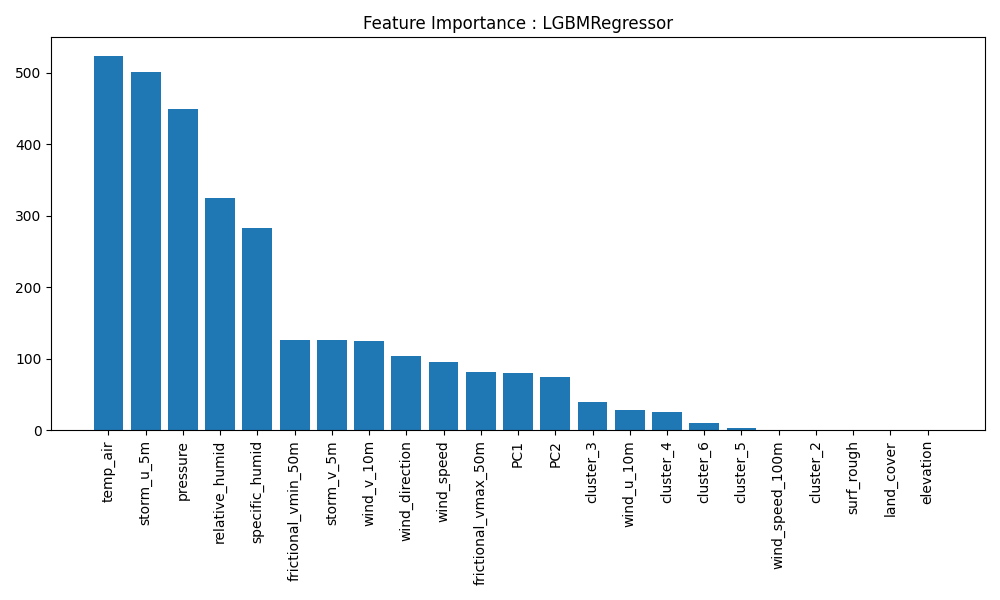 Feature Importance : LGBMRegressor
500
400
300
200
100
0
temp_air
storm_u_5m
pressure
relative_humid
specific_humid
frictional_vmin_50m
storm_v_5m
wind_v_10m
wind_direction
wind_speed
frictional_vmax_50m
PC1
PC2
cluster_3
wind_u_10m
cluster_4
cluster_6
cluster_5
wind_speed_100m
cluster_2
surf_rough
land_cover
elevation